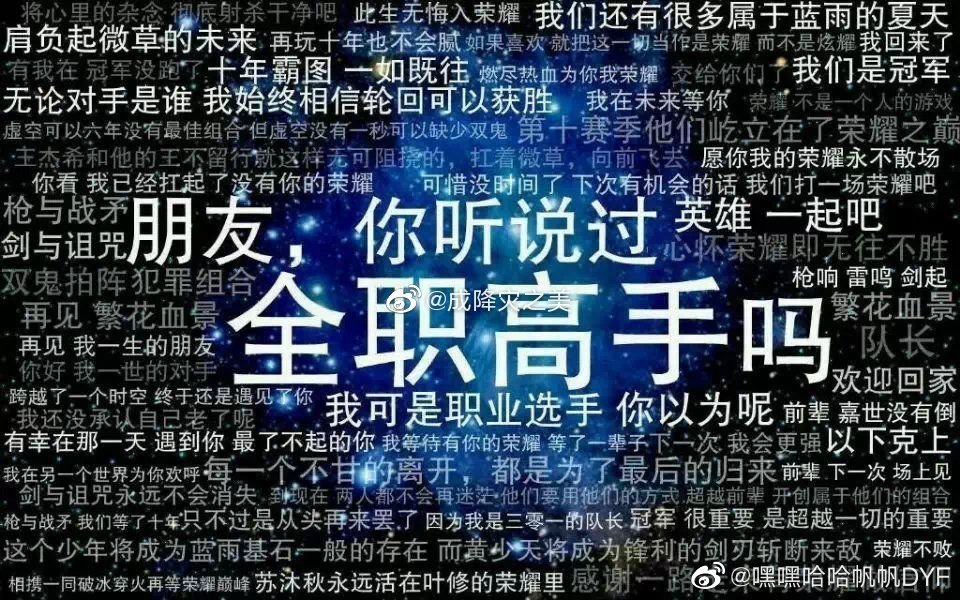 将心里的杂念 彻底射杀干净吧 此生无悔入荣耀 我们还有很多属于蓝雨的夏天
肩负起微草的未来 再玩十年也不会腻 如果喜欢 就把这一切当作是荣耀 而不是炫耀 我回来了
有我在 冠军没跑了 十年霸图 一如既往 燃尽热血为你我荣耀 交给你们了 我们是冠军
无论对手是谁 我始终相信轮回可以获胜 我在未来等你 荣耀 不是一个人的游戏
虚空可以六年没有最佳组合 但虚空没有一秒可以缺少双鬼 第十赛季他们屹立在了荣耀之巅
王杰希和他的王不留行就这样无可阻挠的，扛着微草，向前飞去 愿你我的荣耀永不散场
你看 我已经扛起了没有你的荣耀 可惜没时间了 下次有机会的话 我们打一场荣耀吧
枪与战矛 朋友，你听说过 英雄 一起吧
剑与诅咒 心怀荣耀即无往不胜
双鬼拍阵 犯罪组合 全职高手吗 枪响 雷鸣 剑起
@成降灾之美
再见 繁花血景 繁花血景
再见 我一生的朋友 队长
你好 我一世的对手 欢迎回家
跨越了一个时空 终于还是遇见了你 我可是职业选手 你以为呢 前辈 嘉世没有倒
我还没承认自己老了呢
有幸在那一天 遇到你 最了不起的你 我等待有你的荣耀 等了一辈子 下一次 我会更强 以下克上
我在另一个世界为你欢呼 每一个不甘的离开，都是为了最后的归来 前辈 下一次 场上见
剑与诅咒永远不会消失 到现在 两人都不会再迷茫 他们要用他们的方式 超越前辈 开创属于他们的组合
枪与战矛 我们等了十年 只不过是从头再来罢了 因为我是三零一的队长 冠军 很重要 是超越一切的重要
这个少年将成为蓝雨基石一般的存在 而黄少天将成为锋利的剑刃斩断来敌 荣耀不败
相携一同破冰穿火再等荣耀巅峰 苏沐秋永远活在叶修的荣耀里 感谢一路
@嘿嘿哈哈帆帆DYF